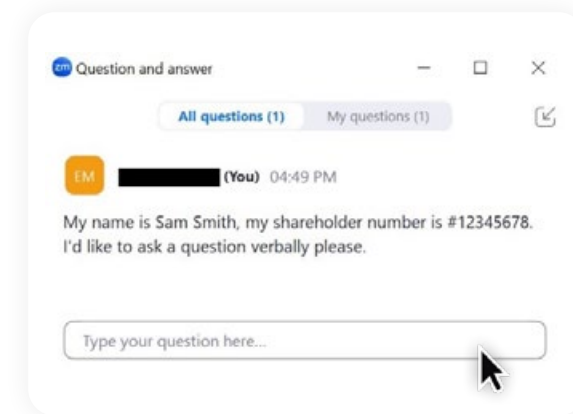 zm Question and answer
All questions (1) My questions (1)
EM (You) 04:49 PM
My name is Sam Smith, my shareholder number is #12345678.
I'd like to ask a question verbally please.
Type your question here...